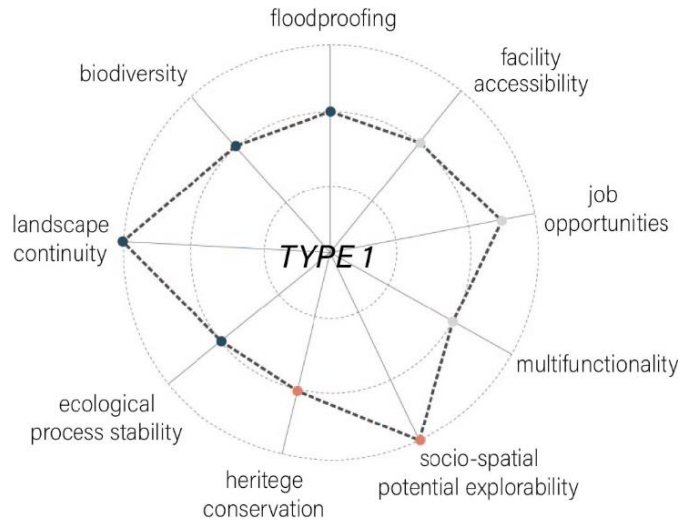 floodproofing
facility
accessibility
job
opportunities
multifunctionality
socio-spatial
potential explorability
heritege
conservation
ecological
process stability
landscape
continuity
biodiversity
TYPE 1